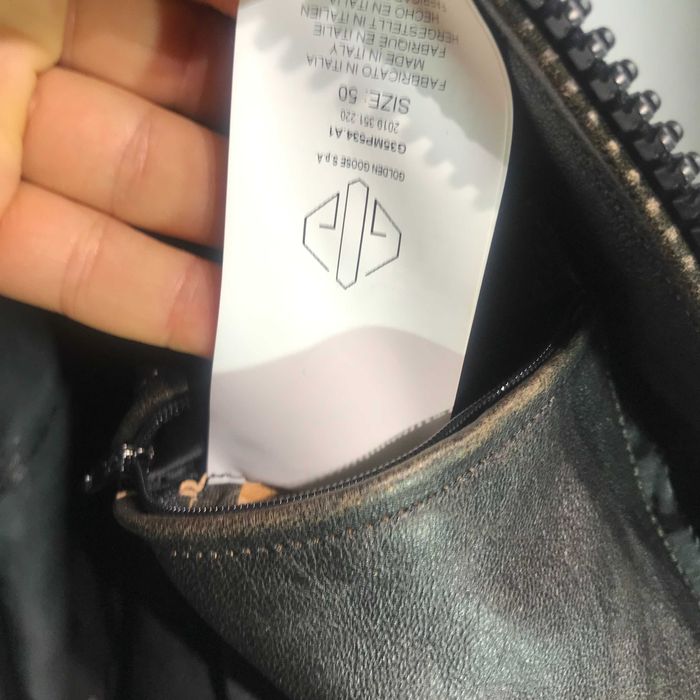 GOLDEN GOOSE S.p.A
G35MP534.A1
2019 351 220
SIZE: 50
FABBRICATO IN ITALIA
MADE IN ITALY
FABRIQUÉ EN ITALIE
HERGESTELLT IN ITALIEN
HECHO EN ITALIA